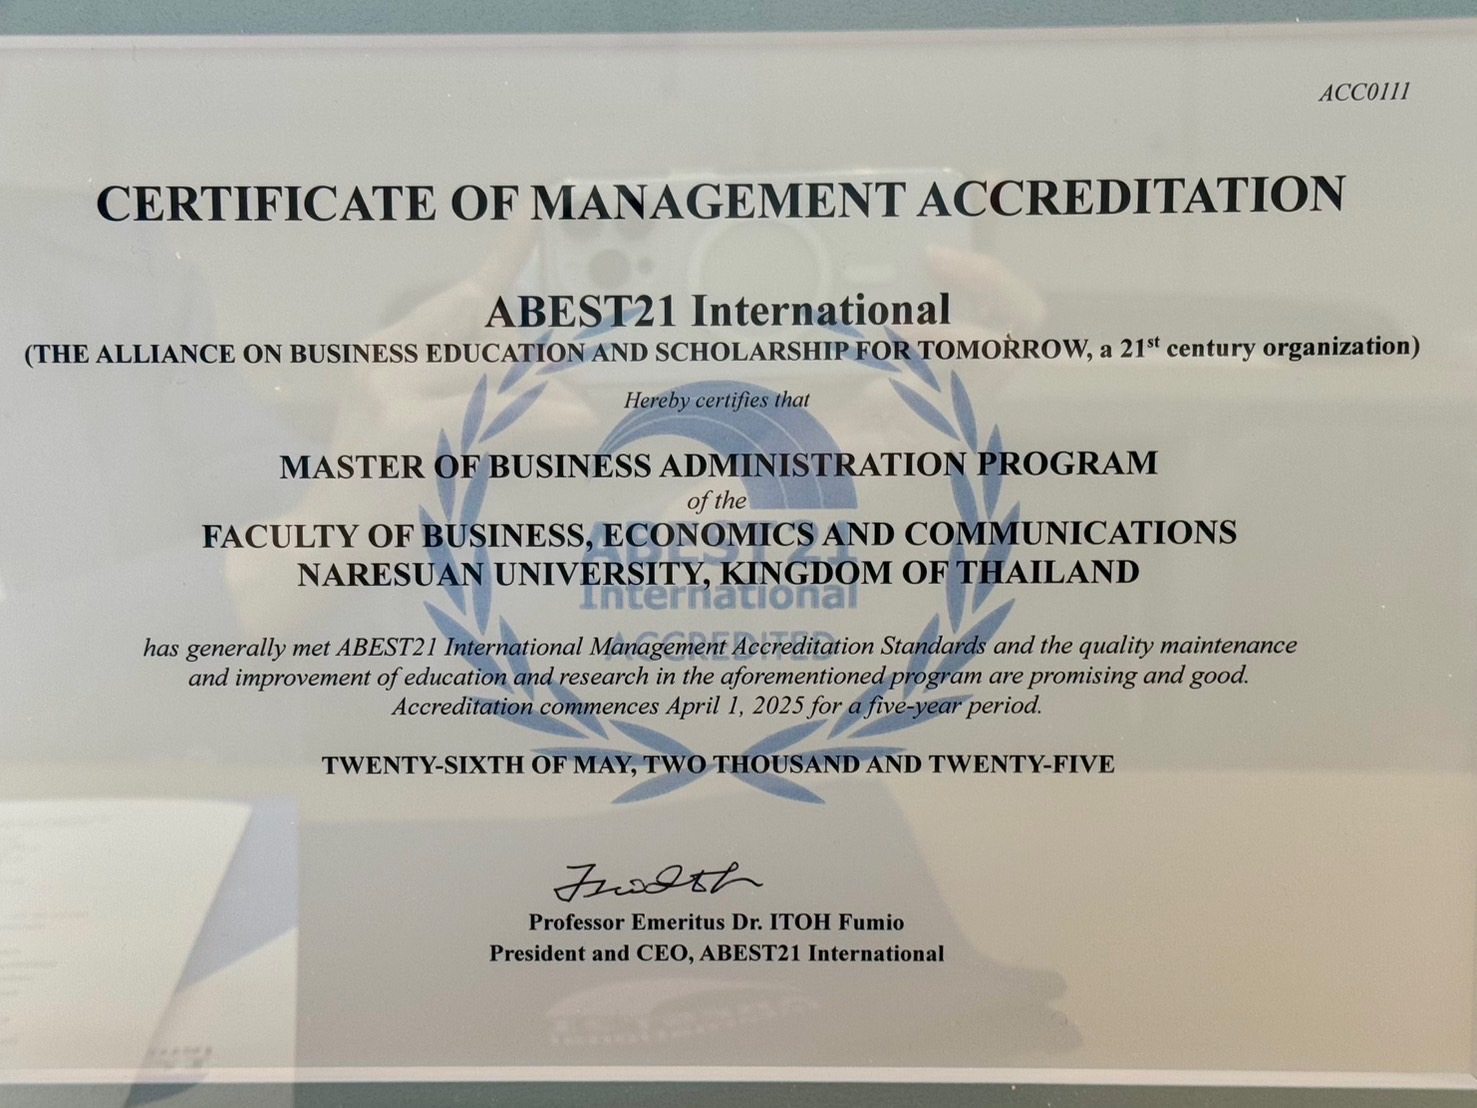 ACC0111
CERTIFICATE OF MANAGEMENT ACCREDITATION
ABEST21 International
(THE ALLIANCE ON BUSINESS EDUCATION AND SCHOLARSHIP FOR TOMORROW, a 21st century organization)
Hereby certifies that
MASTER OF BUSINESS ADMINISTRATION PROGRAM
of the
FACULTY OF BUSINESS, ECONOMICS AND COMMUNICATIONS
ABEST21
NARESUAN UNIVERSITY, KINGDOM OF THAILAND
International
ACCREDITED
has generally met ABEST21 International Management Accreditation Standards and the quality maintenance
and improvement of education and research in the aforementioned program are promising and good.
Accreditation commences April 1, 2025 for a five-year period.
TWENTY-SIXTH OF MAY, TWO THOUSAND AND TWENTY-FIVE
Professor Emeritus Dr. ITOH Fumio
President and CEO, ABEST21 International